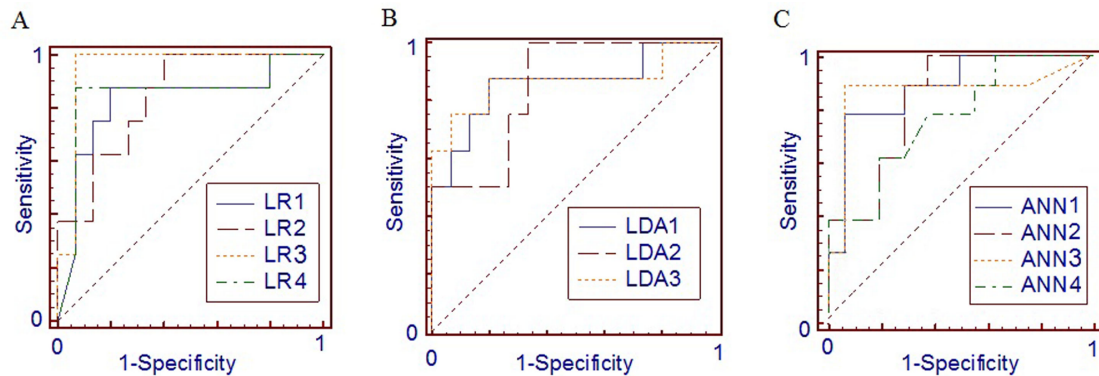 A
Sensitivity
1
0
LR1
LR2
LR3
LR4
0
1
1-Specificity
B
Sensitivity
1
0
LDA1
LDA2
LDA3
0
1
1-Specificity
C
Sensitivity
1
0
ANN1
ANN2
ANN3
ANN4
0
1
1-Specificity